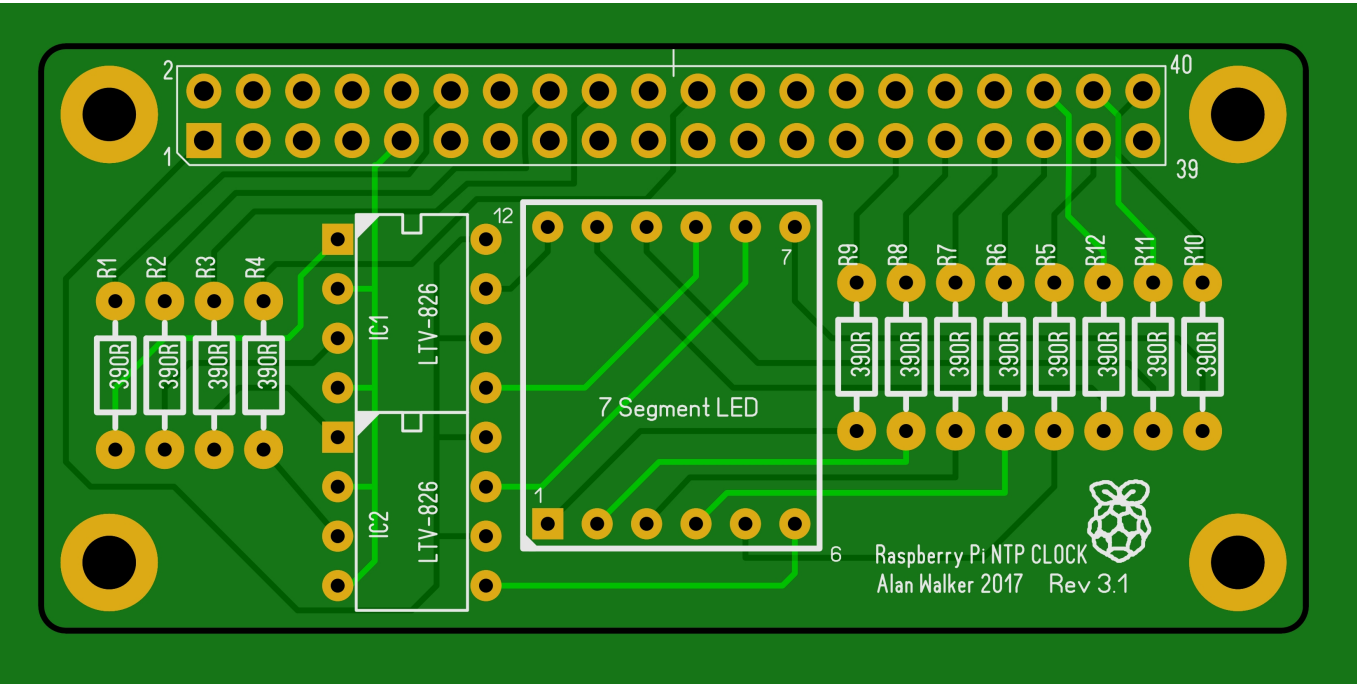 2
40
1
39
12
7
R1
R2
R3
R4
R9
R8
R7
R6
R5
R12
R11
R10
IC1
LTV-826
390R
390R
390R
390R
390R
390R
390R
390R
390R
390R
390R
390R
7 Segment LED
1
IC2
LTV-826
6
Raspberry Pi NTP CLOCK
Alan Walker 2017 Rev 3.1